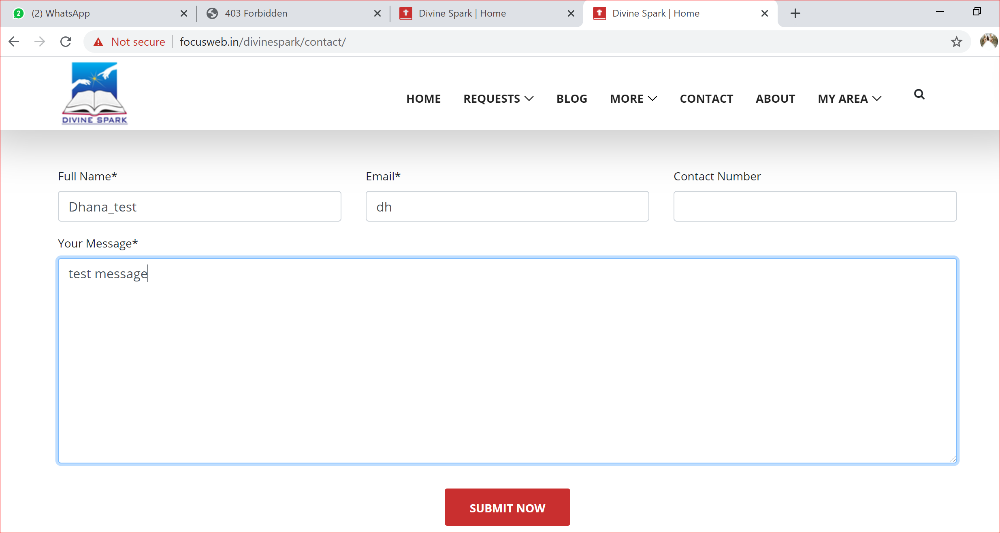 2 (2) WhatsApp 403 Forbidden Divine Spark | Home Divine Spark | Home
Not secure focusweb.in/divinespark/contact/
DIVINE SPARK
HOME REQUESTS BLOG MORE CONTACT ABOUT MY AREA
Full Name* Email* Contact Number
Dhana_test dh
Your Message*
test message
SUBMIT NOW